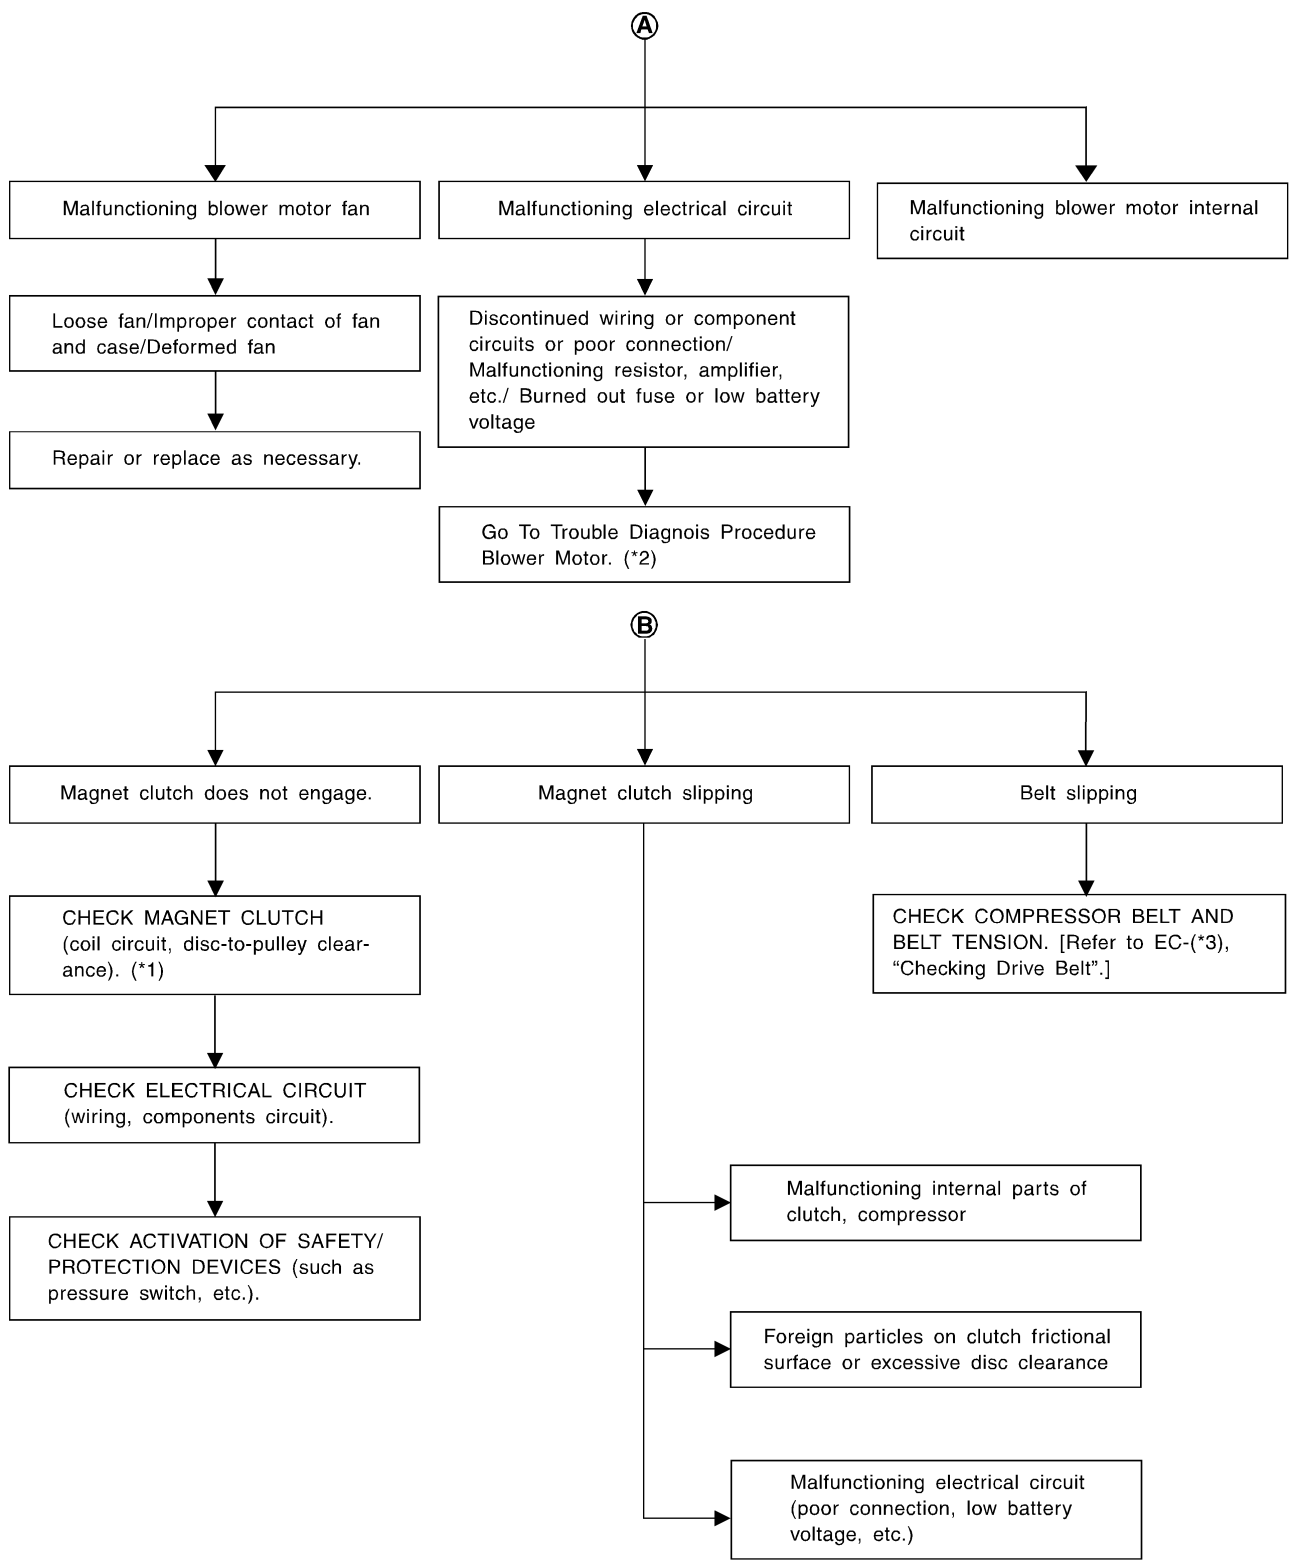 A
Malfunctioning blower motor fan
Malfunctioning electrical circuit
Malfunctioning blower motor internal
circuit
Loose fan/Improper contact of fan
and case/Deformed fan
Discontinued wiring or component
circuits or poor connection/
Malfunctioning resistor, amplifier,
etc./ Burned out fuse or low battery
voltage
Repair or replace as necessary.
Go To Trouble Diagnois Procedure
Blower Motor. (*2)
B
Magnet clutch does not engage.
Magnet clutch slipping
Belt slipping
CHECK MAGNET CLUTCH
(coil circuit, disc-to-pulley clear-
ance). (*1)
CHECK COMPRESSOR BELT AND
BELT TENSION. [Refer to EC-(*3),
“Checking Drive Belt”.]
CHECK ELECTRICAL CIRCUIT
(wiring, components circuit).
CHECK ACTIVATION OF SAFETY/
PROTECTION DEVICES (such as
pressure switch, etc.).
Malfunctioning internal parts of
clutch, compressor
Foreign particles on clutch frictional
surface or excessive disc clearance
Malfunctioning electrical circuit
(poor connection, low battery
voltage, etc.)